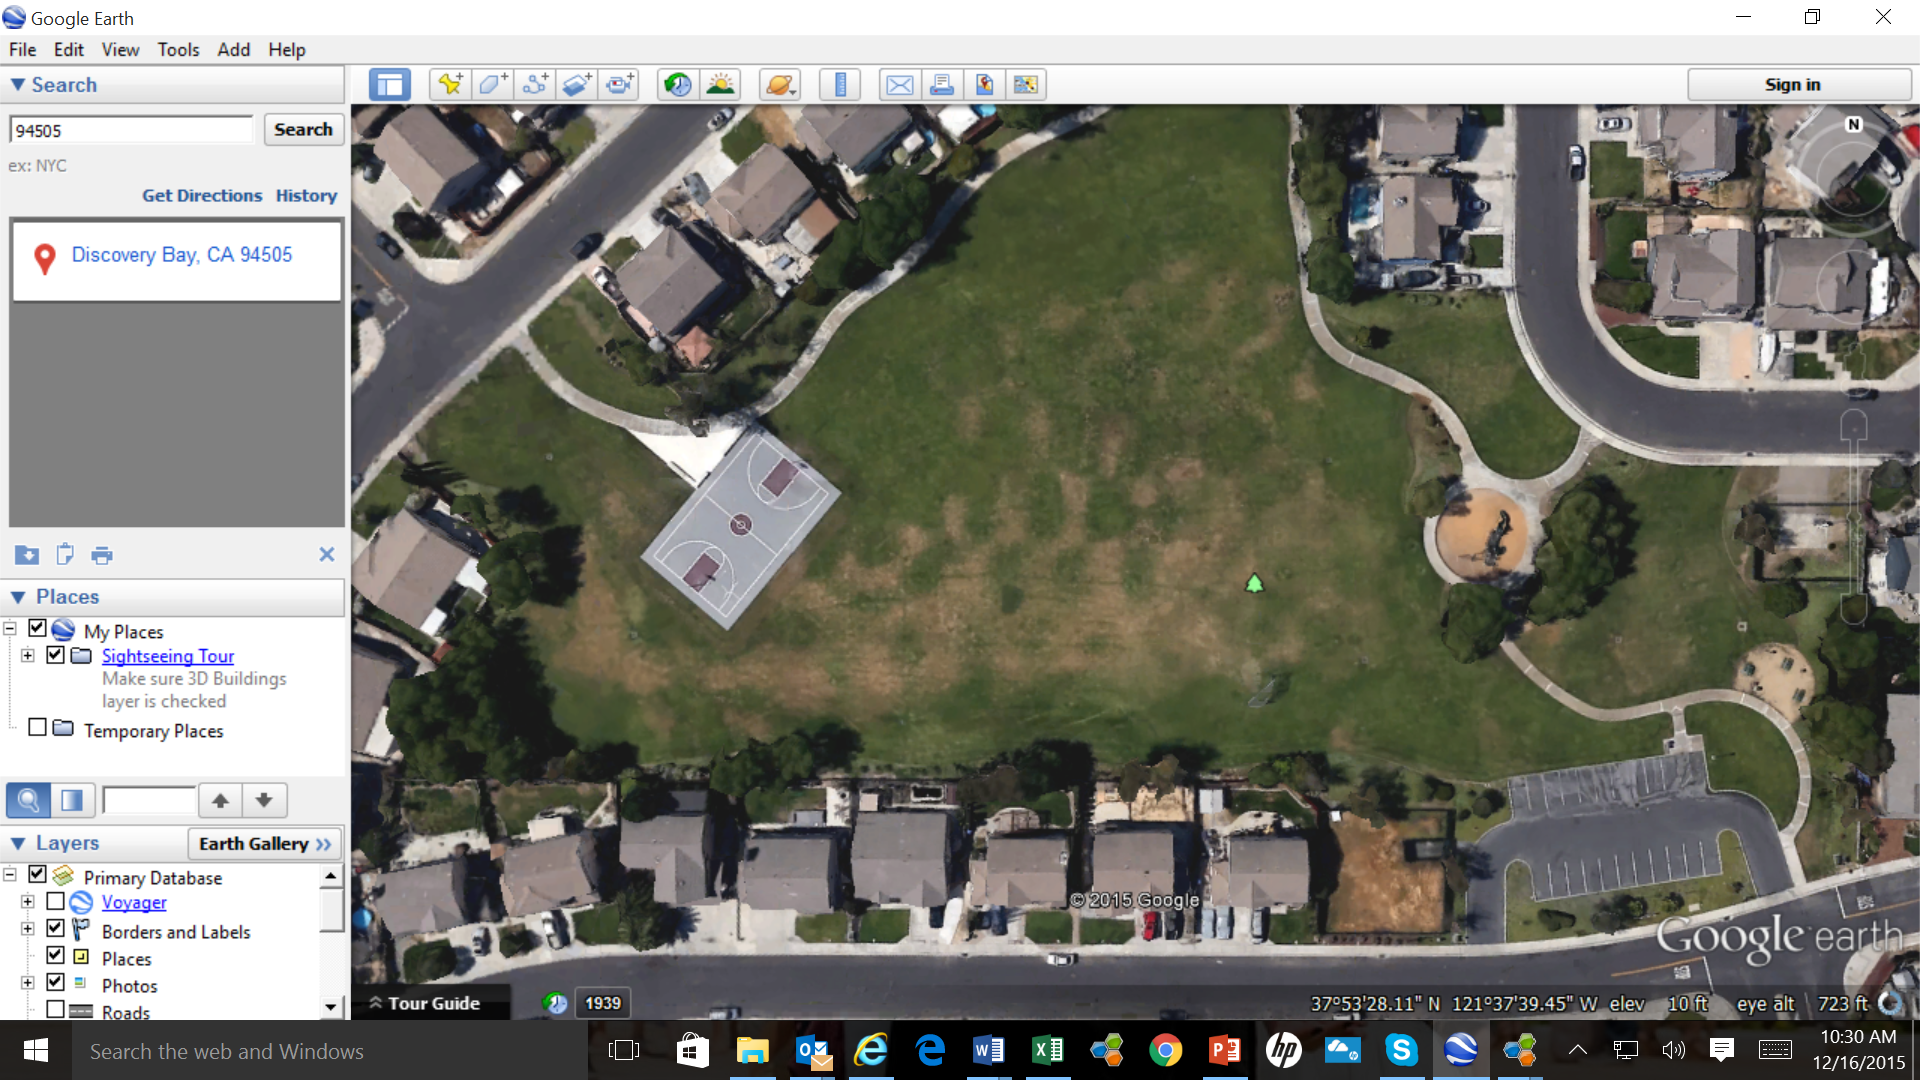 Google Earth
File Edit View Tools Add Help
Search
Sign in
94505
Search
ex: NYC
Get Directions History
N
Discovery Bay, CA 94505
Places
My Places
Sightseeing Tour
Make sure 3D Buildings
layer is checked
Temporary Places
Layers
Earth Gallery »
Primary Database
Voyager
Borders and Labels
Places
Photos
Roads
© 2015 Google
Google earth
Tour Guide
1939
37°53'28.11" N 121°37'39.45" W elev 10 ft eye alt 723 ft
Search the web and Windows
10:30 AM
12/16/2015